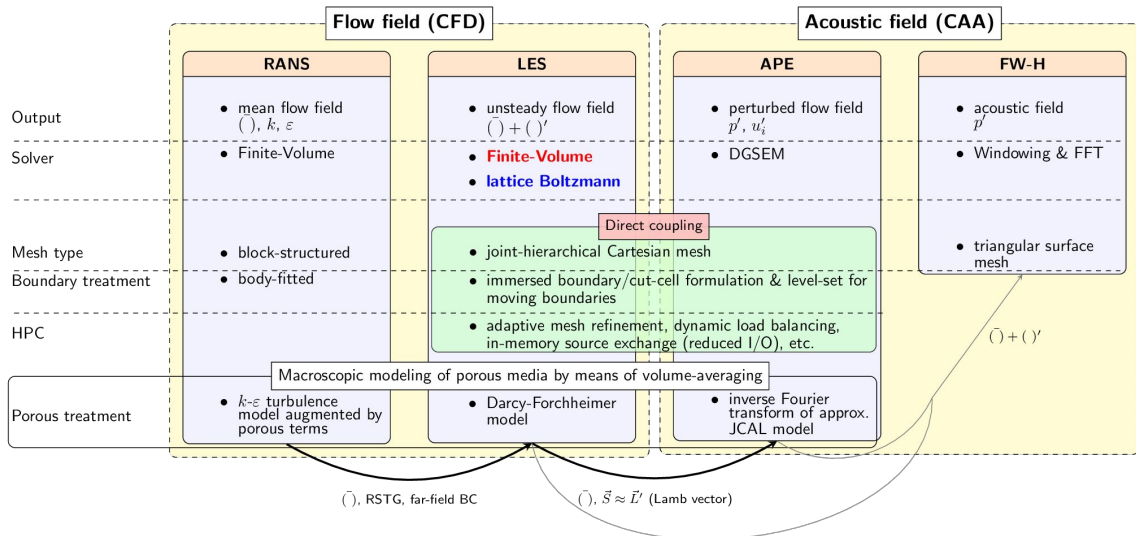 Flow field (CFD)
Acoustic field (CAA)
RANS
LES
APE
FW-H
Output
• mean flow field
(‾), k, ε
• unsteady flow field
(‾) + ( )′
• perturbed flow field
p′, u′ᵢ
• acoustic field
p′
Solver
• Finite-Volume
• Finite-Volume
• lattice Boltzmann
• DGSEM
• Windowing & FFT
Direct coupling
Mesh type
• block-structured
• joint-hierarchical Cartesian mesh
• triangular surface
mesh
Boundary treatment
• body-fitted
• immersed boundary/cut-cell formulation & level-set for
moving boundaries
HPC
• adaptive mesh refinement, dynamic load balancing,
in-memory source exchange (reduced I/O), etc.
(‾) + ( )′
Macroscopic modeling of porous media by means of volume-averaging
Porous treatment
• k-ε turbulence
model augmented by
porous terms
• Darcy-Forchheimer
model
• inverse Fourier
transform of approx.
JCAL model
(‾), RSTG, far-field BC
(‾), S⃗ ≈ L⃗′ (Lamb vector)